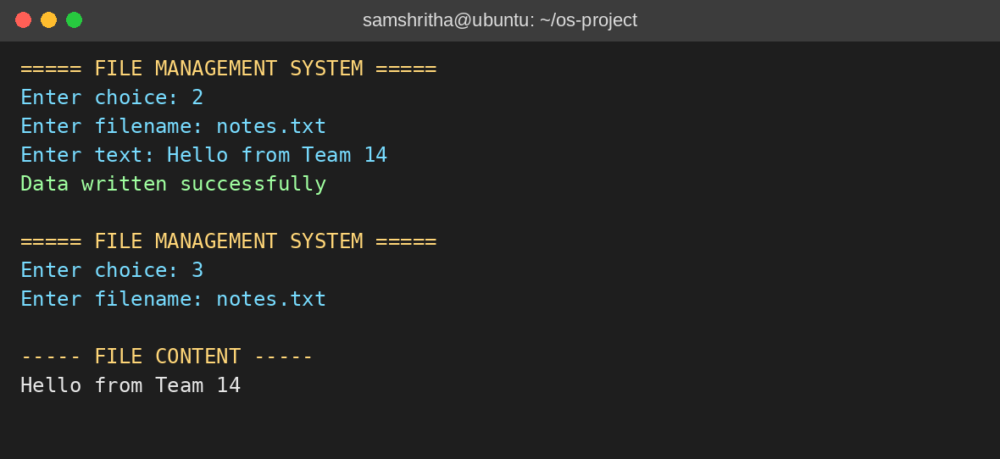 samshritha@ubuntu: ~/os-project
===== FILE MANAGEMENT SYSTEM =====
Enter choice: 2
Enter filename: notes.txt
Enter text: Hello from Team 14
Data written successfully
===== FILE MANAGEMENT SYSTEM =====
Enter choice: 3
Enter filename: notes.txt
----- FILE CONTENT -----
Hello from Team 14